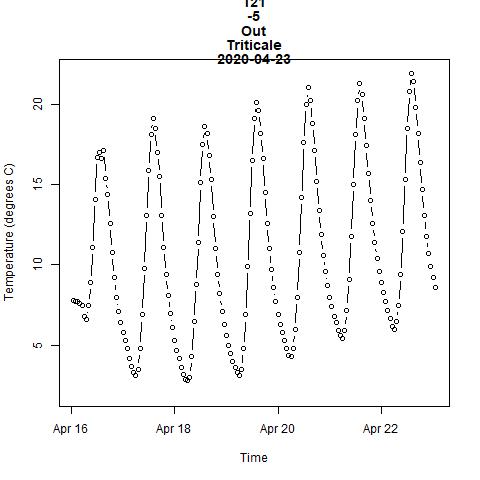 121
-5
Out
Triticale
2020-04-23
Temperature (degrees C)
20
15
10
5
Apr 16
Apr 18
Apr 20
Apr 22
Time